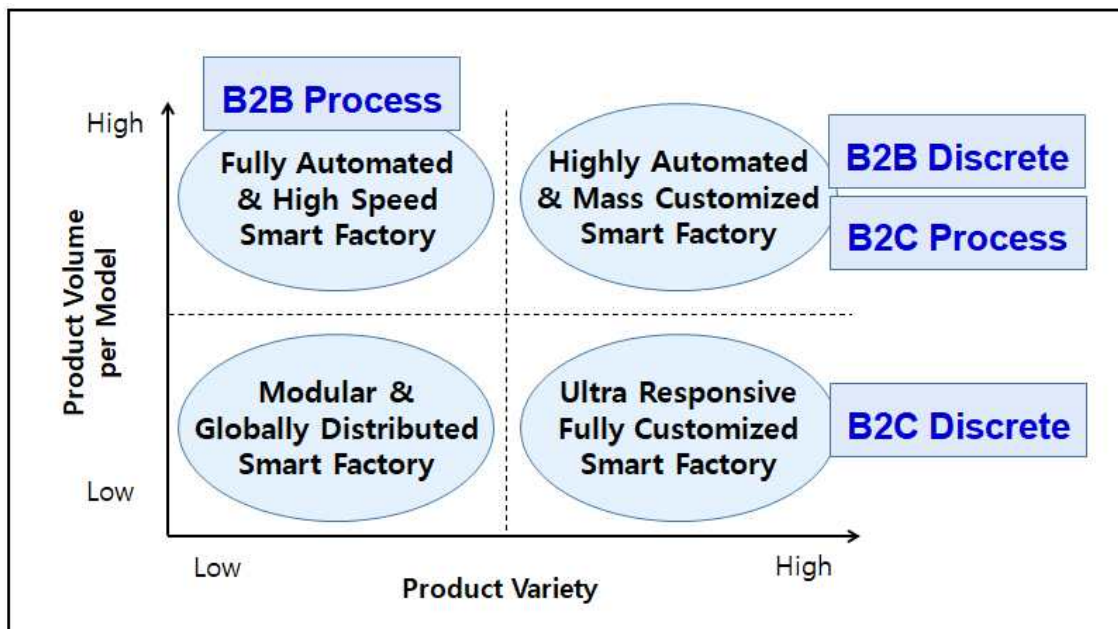 B2B Process
High
Fully Automated
& High Speed
Smart Factory
Highly Automated
& Mass Customized
Smart Factory
B2B Discrete
B2C Process
Product Volume
per Model
Modular &
Globally Distributed
Smart Factory
Ultra Responsive
Fully Customized
Smart Factory
B2C Discrete
Low
Low
High
Product Variety